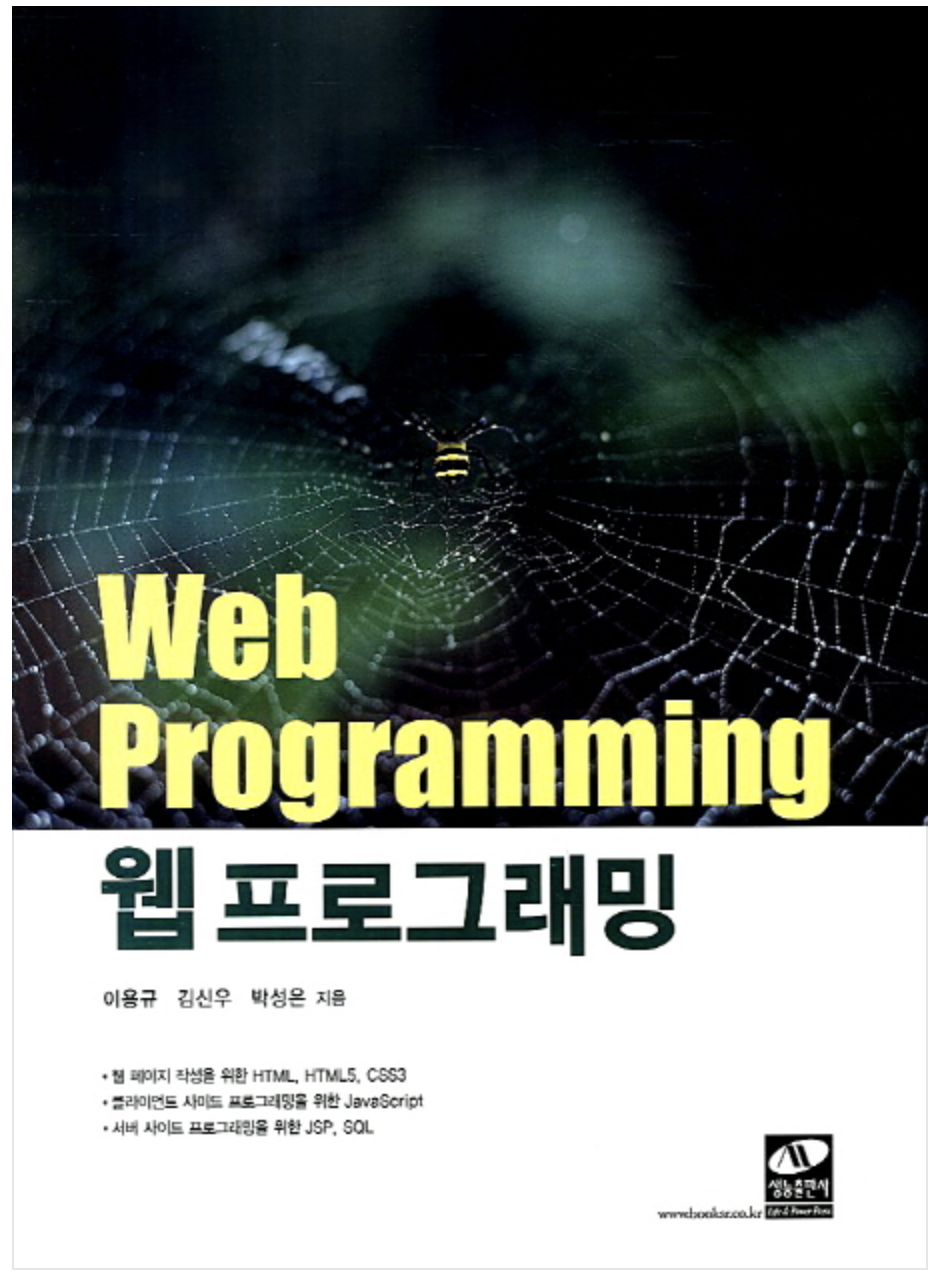 Web
Programming
웹 프로그래밍
이용규 김신우 박성은 지음
• 웹 페이지 작성을 위한 HTML, HTML5, CSS3
• 클라이언트 사이드 프로그래밍을 위한 JavaScript
• 서버 사이드 프로그래밍을 위한 JSP, SQL
생능출판사
www.booksr.co.kr Life & Power Press